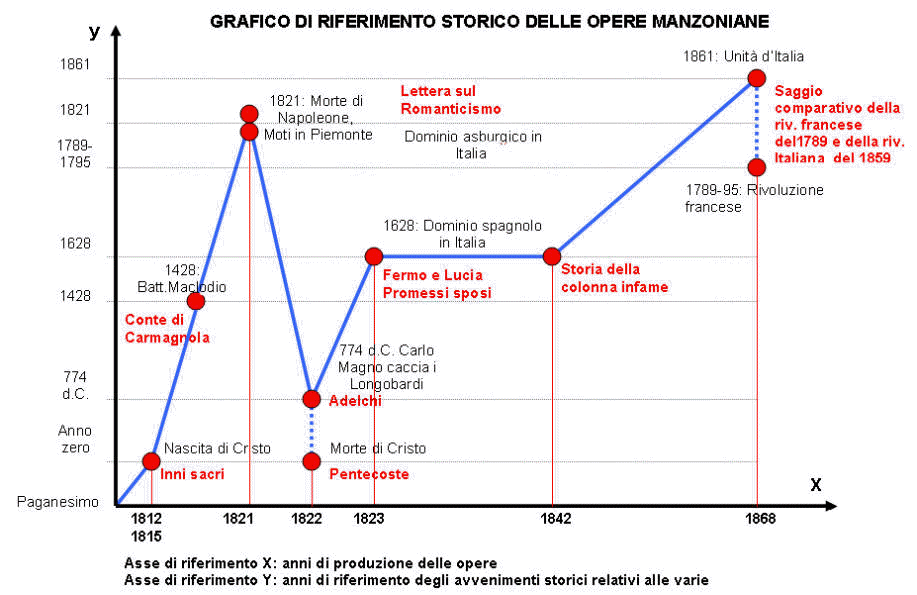 GRAFICO DI RIFERIMENTO STORICO DELLE OPERE MANZONIANE
y
1861
1821
1789-
1795
1628
1428
774
d.C.
Anno
zero
Paganesimo
1861: Unità d'Italia
1821: Morte di
Napoleone,
Moti in Piemonte
Lettera sul
Romanticismo
Dominio asburgico in
Italia
Saggio
comparativo della
riv. francese
del1789 e della riv.
Italiana del 1859
1789-95: Rivoluzione
francese
1628: Dominio spagnolo
in Italia
1428:
Batt.Maclodio
Conte di
Carmagnola
Fermo e Lucia
Promessi sposi
Storia della
colonna infame
774 d.C. Carlo
Magno caccia i
Longobardi
Adelchi
Nascita di Cristo
Inni sacri
Morte di Cristo
Pentecoste
X
1812
1815
1821
1822
1823
1842
1868
Asse di riferimento X: anni di produzione delle opere
Asse di riferimento Y: anni di riferimento degli avvenimenti storici relativi alle varie